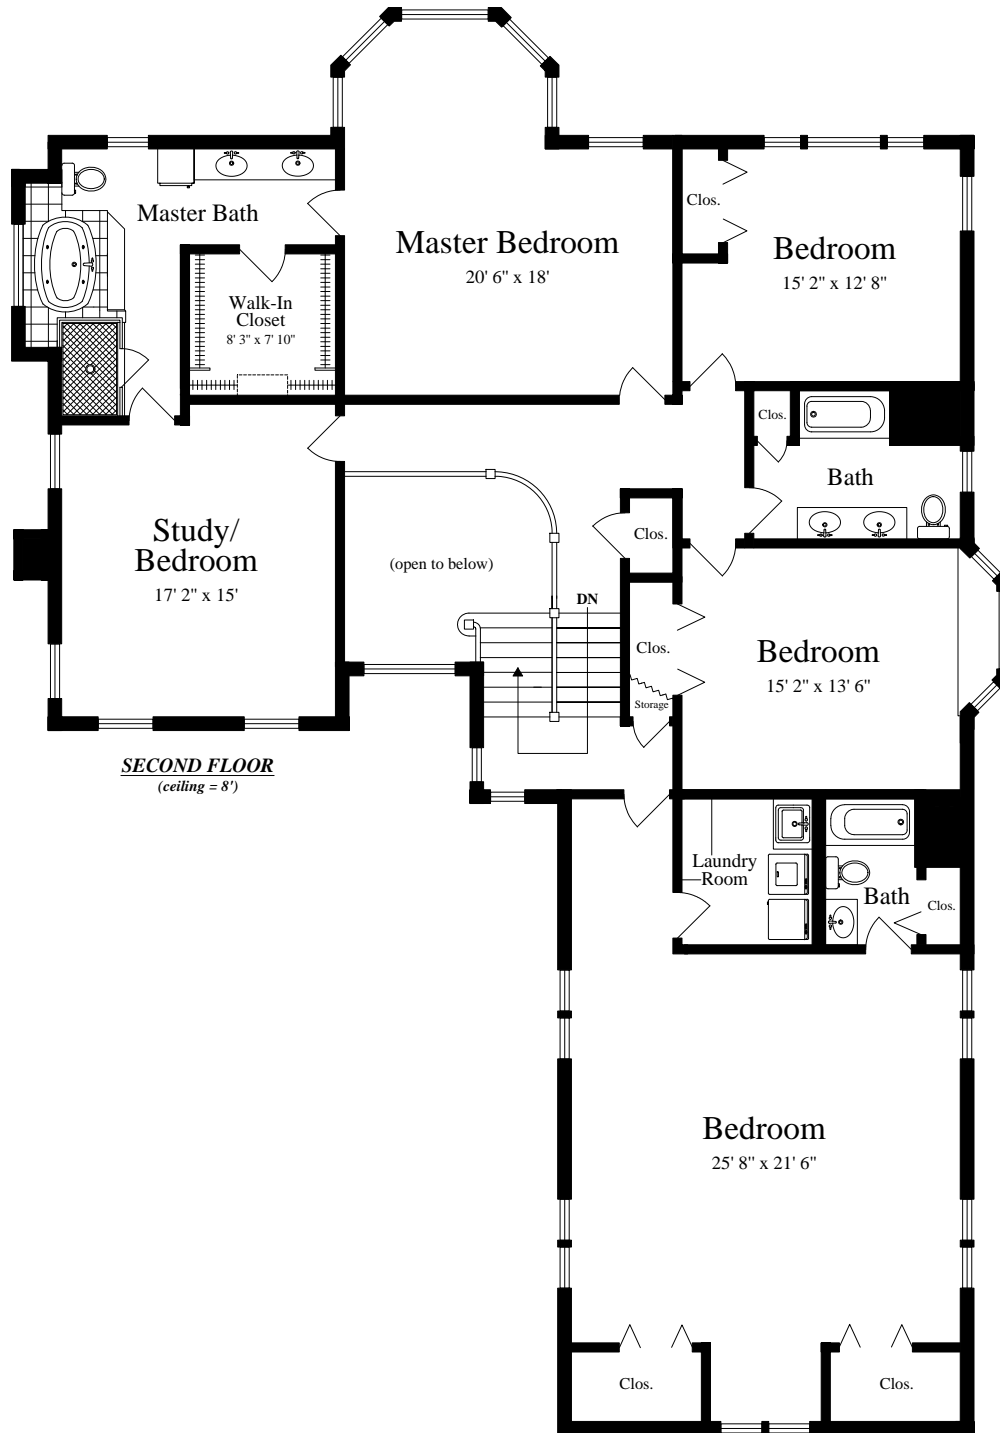 Master Bath
Master Bedroom
20' 6" x 18'
Clos.
Bedroom
15' 2" x 12' 8"
Walk-In
Closet
8' 3" x 7' 10"
Clos.
Bath
Study/
Bedroom
17' 2" x 15'
(open to below)
Clos.
DN
Clos.
Storage
Bedroom
15' 2" x 13' 6"
SECOND FLOOR
(ceiling = 8')
Laundry
Room
Bath
Clos.
Bedroom
25' 8" x 21' 6"
Clos.
Clos.